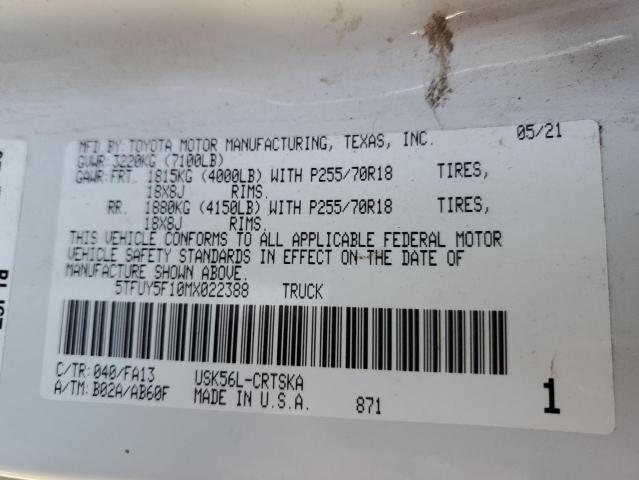 MFD BY: TOYOTA MOTOR MANUFACTURING, TEXAS, INC. 05/21
GVWR: 3220KG (7100LB)
GAWR: FRT. 1815KG (4000LB) WITH P255/70R18 TIRES,
18X8J RIMS.
RR. 1880KG (4150LB) WITH P255/70R18 TIRES,
18X8J RIMS.
THIS VEHICLE CONFORMS TO ALL APPLICABLE FEDERAL MOTOR
VEHICLE SAFETY STANDARDS IN EFFECT ON THE DATE OF
MANUFACTURE SHOWN ABOVE.
5TFUY5F10MX022388 TRUCK
C/TR: 040/FA13 USK56L-CRTSKA
A/TM: B02A/AB60F MADE IN U.S.A. 871 1